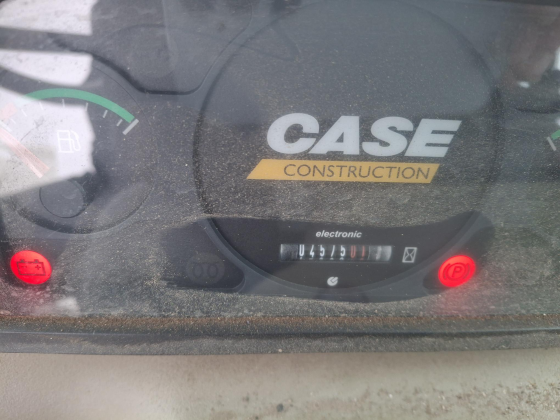 CASE
CONSTRUCTION
electronic
P